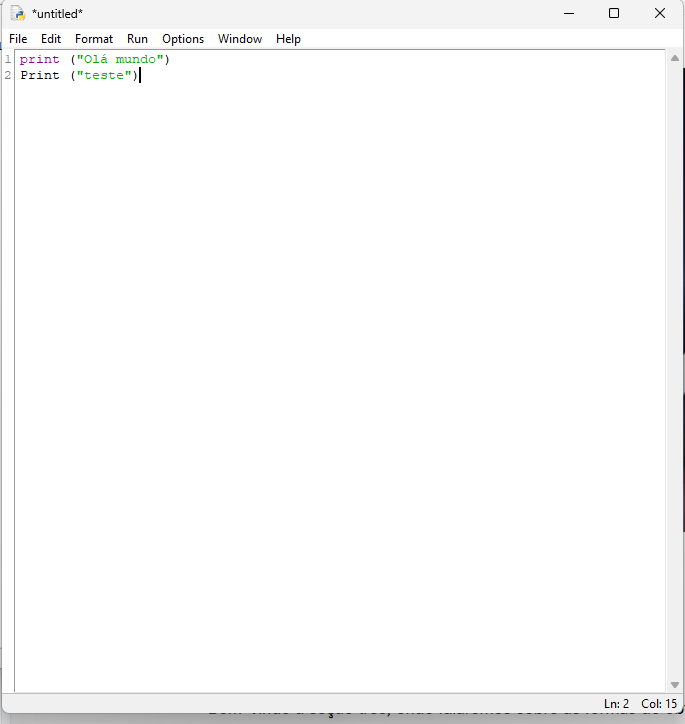 *untitled*
File Edit Format Run Options Window Help
1 print ("Olá mundo")
2 Print ("teste")
Ln: 2 Col: 15